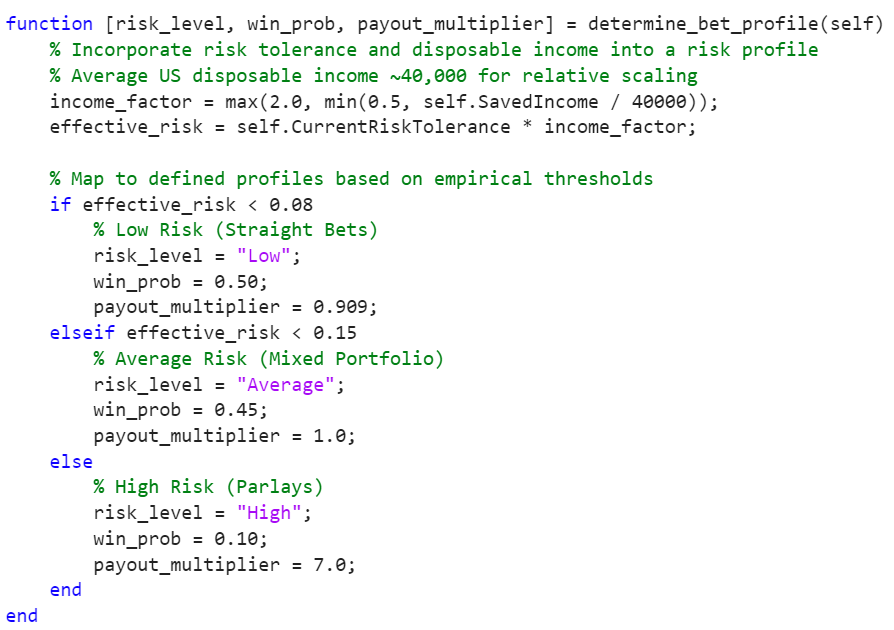 function [risk_level, win_prob, payout_multiplier] = determine_bet_profile(self)
    % Incorporate risk tolerance and disposable income into a risk profile
    % Average US disposable income ~40,000 for relative scaling
    income_factor = max(2.0, min(0.5, self.SavedIncome / 40000));
    effective_risk = self.CurrentRiskTolerance * income_factor;

    % Map to defined profiles based on empirical thresholds
    if effective_risk < 0.08
        % Low Risk (Straight Bets)
        risk_level = "Low";
        win_prob = 0.50;
        payout_multiplier = 0.909;
    elseif effective_risk < 0.15
        % Average Risk (Mixed Portfolio)
        risk_level = "Average";
        win_prob = 0.45;
        payout_multiplier = 1.0;
    else
        % High Risk (Parlays)
        risk_level = "High";
        win_prob = 0.10;
        payout_multiplier = 7.0;
    end
end